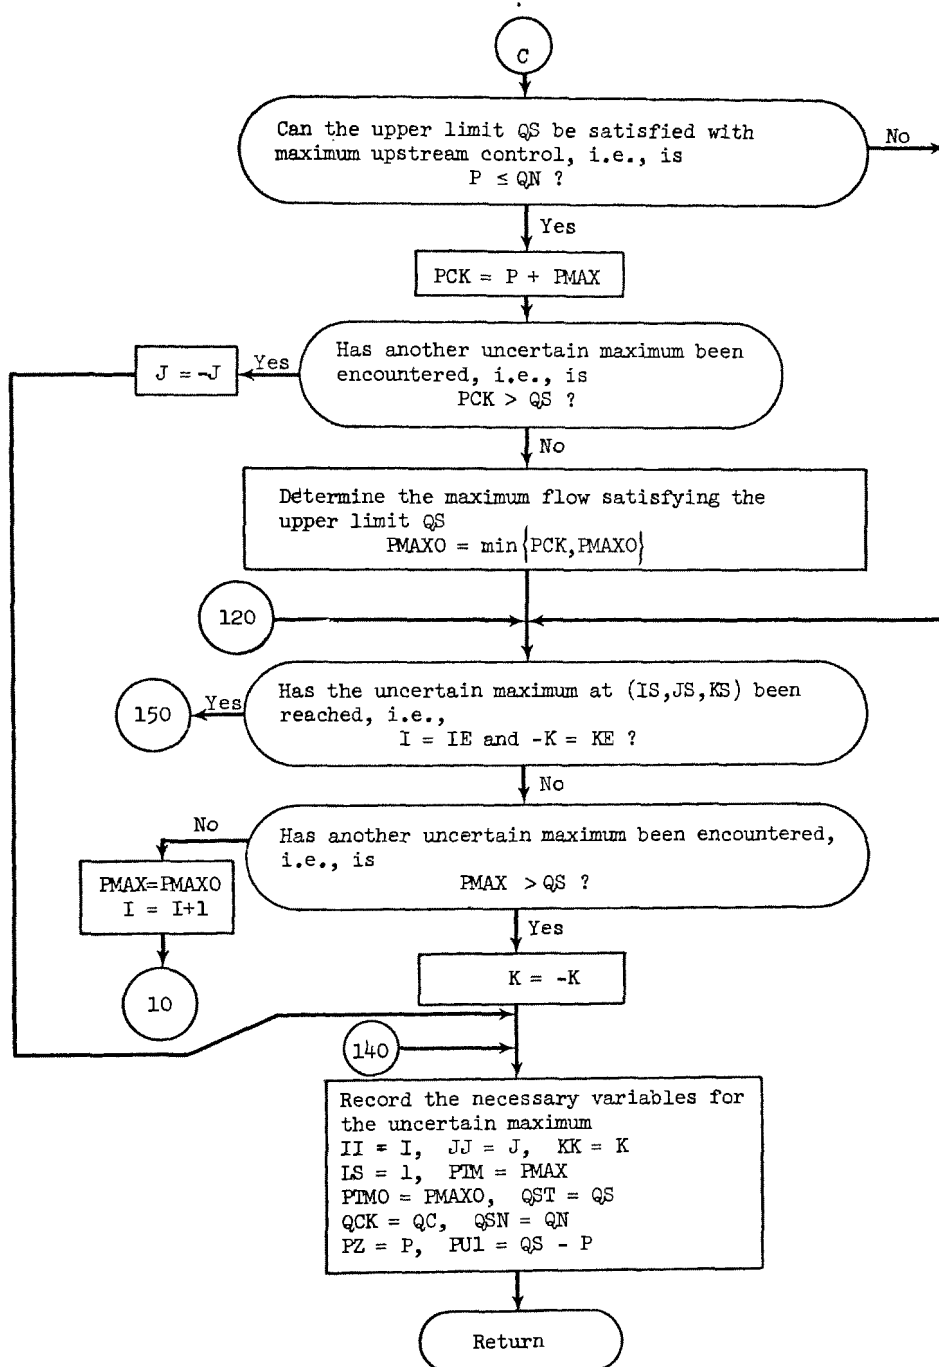 C
Can the upper limit QS be satisfied with
maximum upstream control, i.e., is
P ≤ QN ?
No
Yes
PCK = P + PMAX
Has another uncertain maximum been
encountered, i.e., is
PCK > QS ?
Yes
J = -J
No
Determine the maximum flow satisfying the
upper limit QS
PMAXO = min{PCK,PMAXO}
120
Has the uncertain maximum at (IS,JS,KS) been
reached, i.e.,
I = IE and -K = KE ?
Yes
150
No
Has another uncertain maximum been encountered,
i.e., is
PMAX > QS ?
No
PMAX=PMAXO
I = I+1
10
Yes
K = -K
140
Record the necessary variables for
the uncertain maximum
II = I, JJ = J, KK = K
LS = 1, PTM = PMAX
PTMO = PMAXO, QST = QS
QCK = QC, QSN = QN
PZ = P, PU1 = QS - P
Return